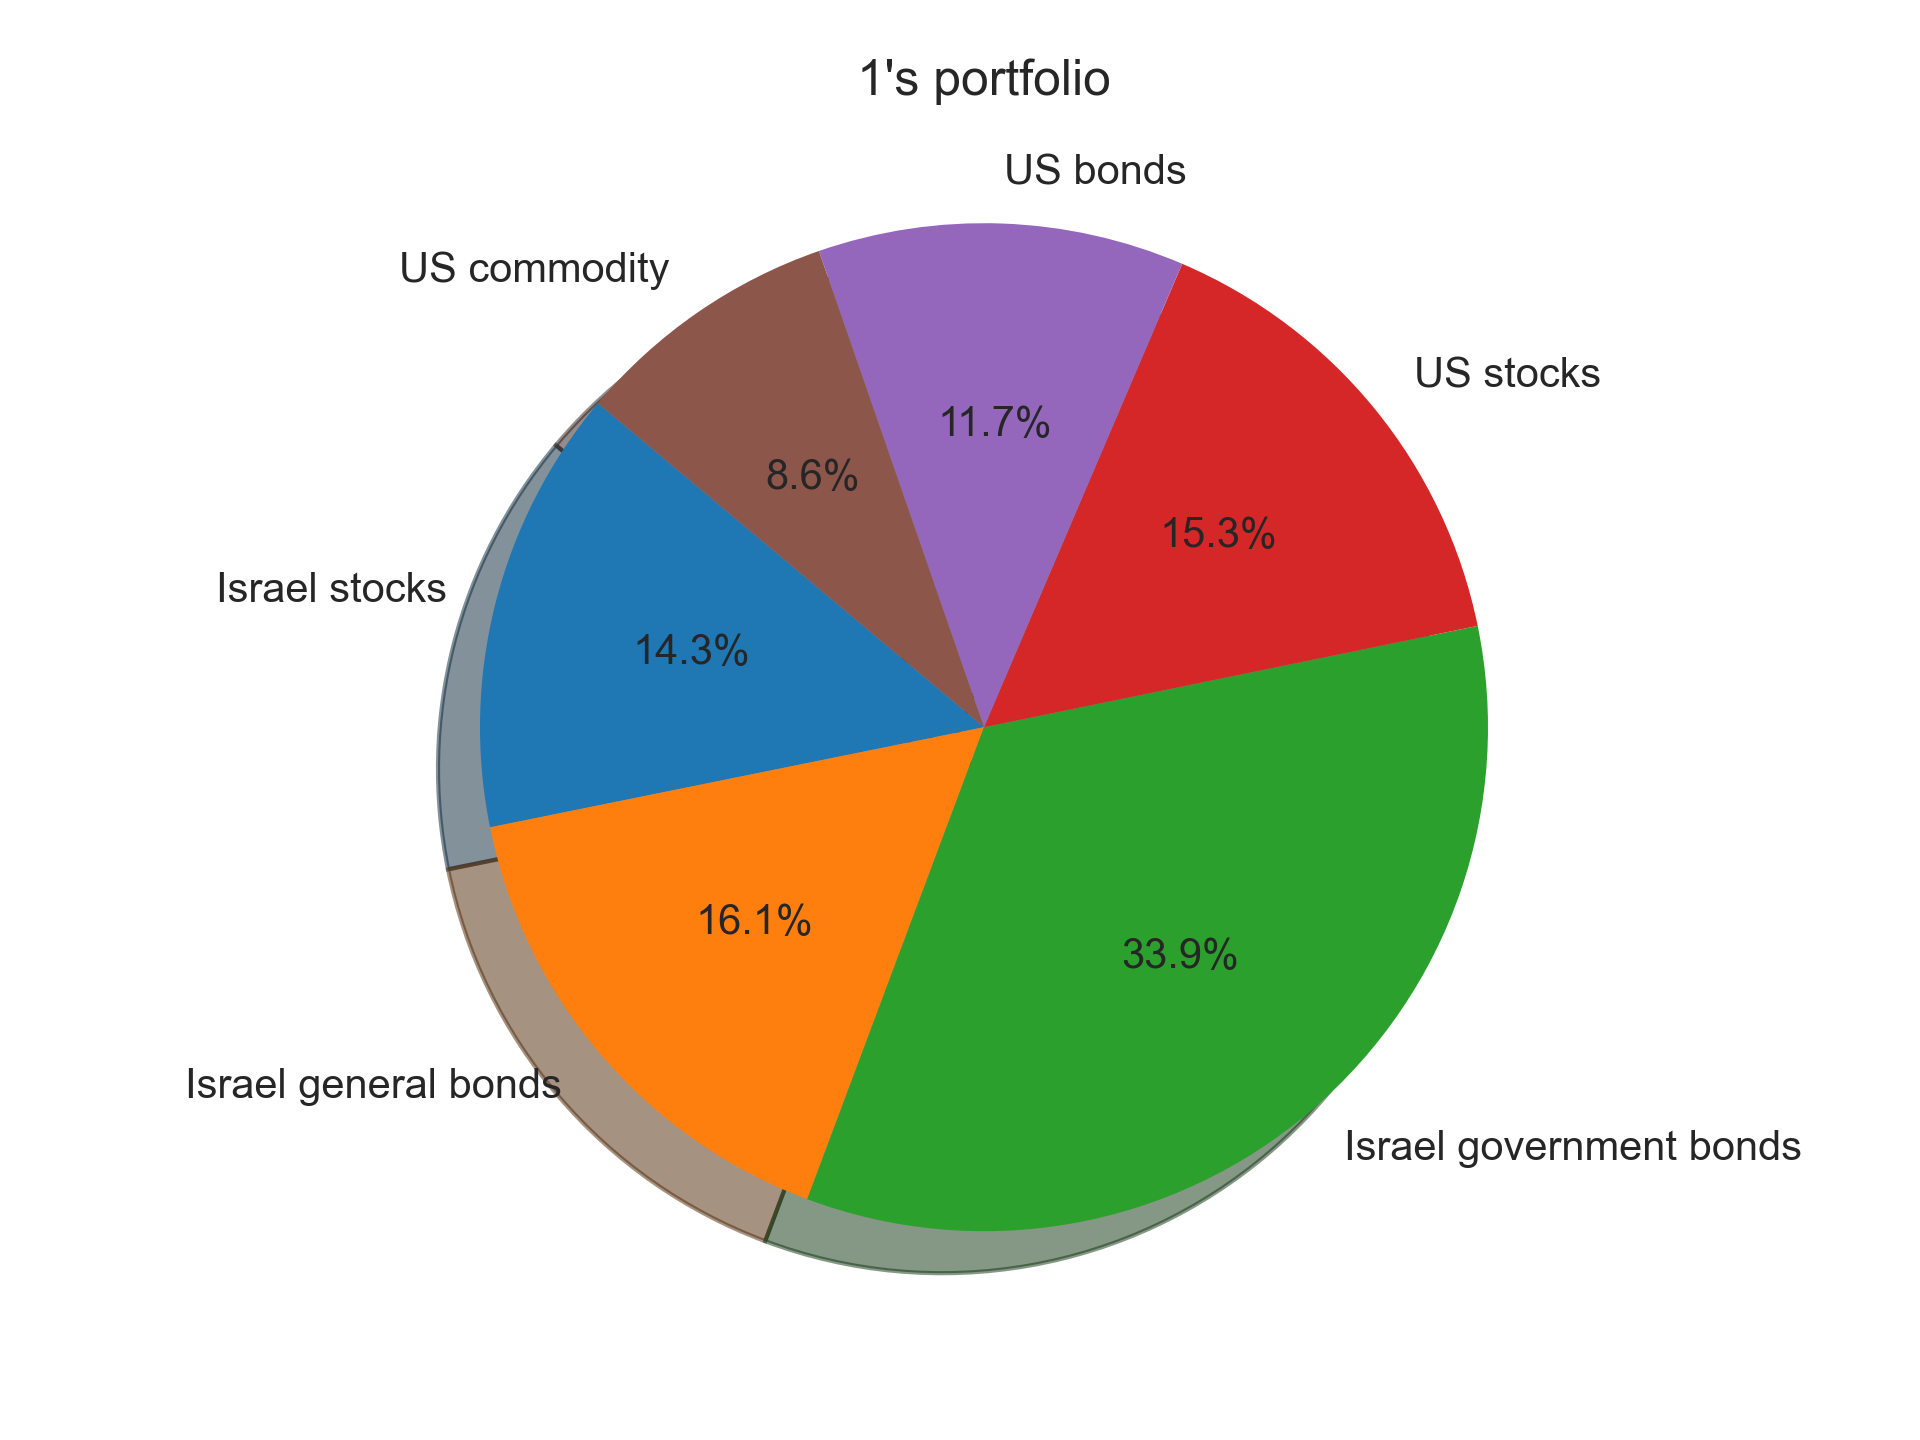 1's portfolio
US bonds
US commodity
US stocks
11.7%
8.6%
15.3%
Israel stocks
14.3%
16.1%
33.9%
Israel general bonds
Israel government bonds